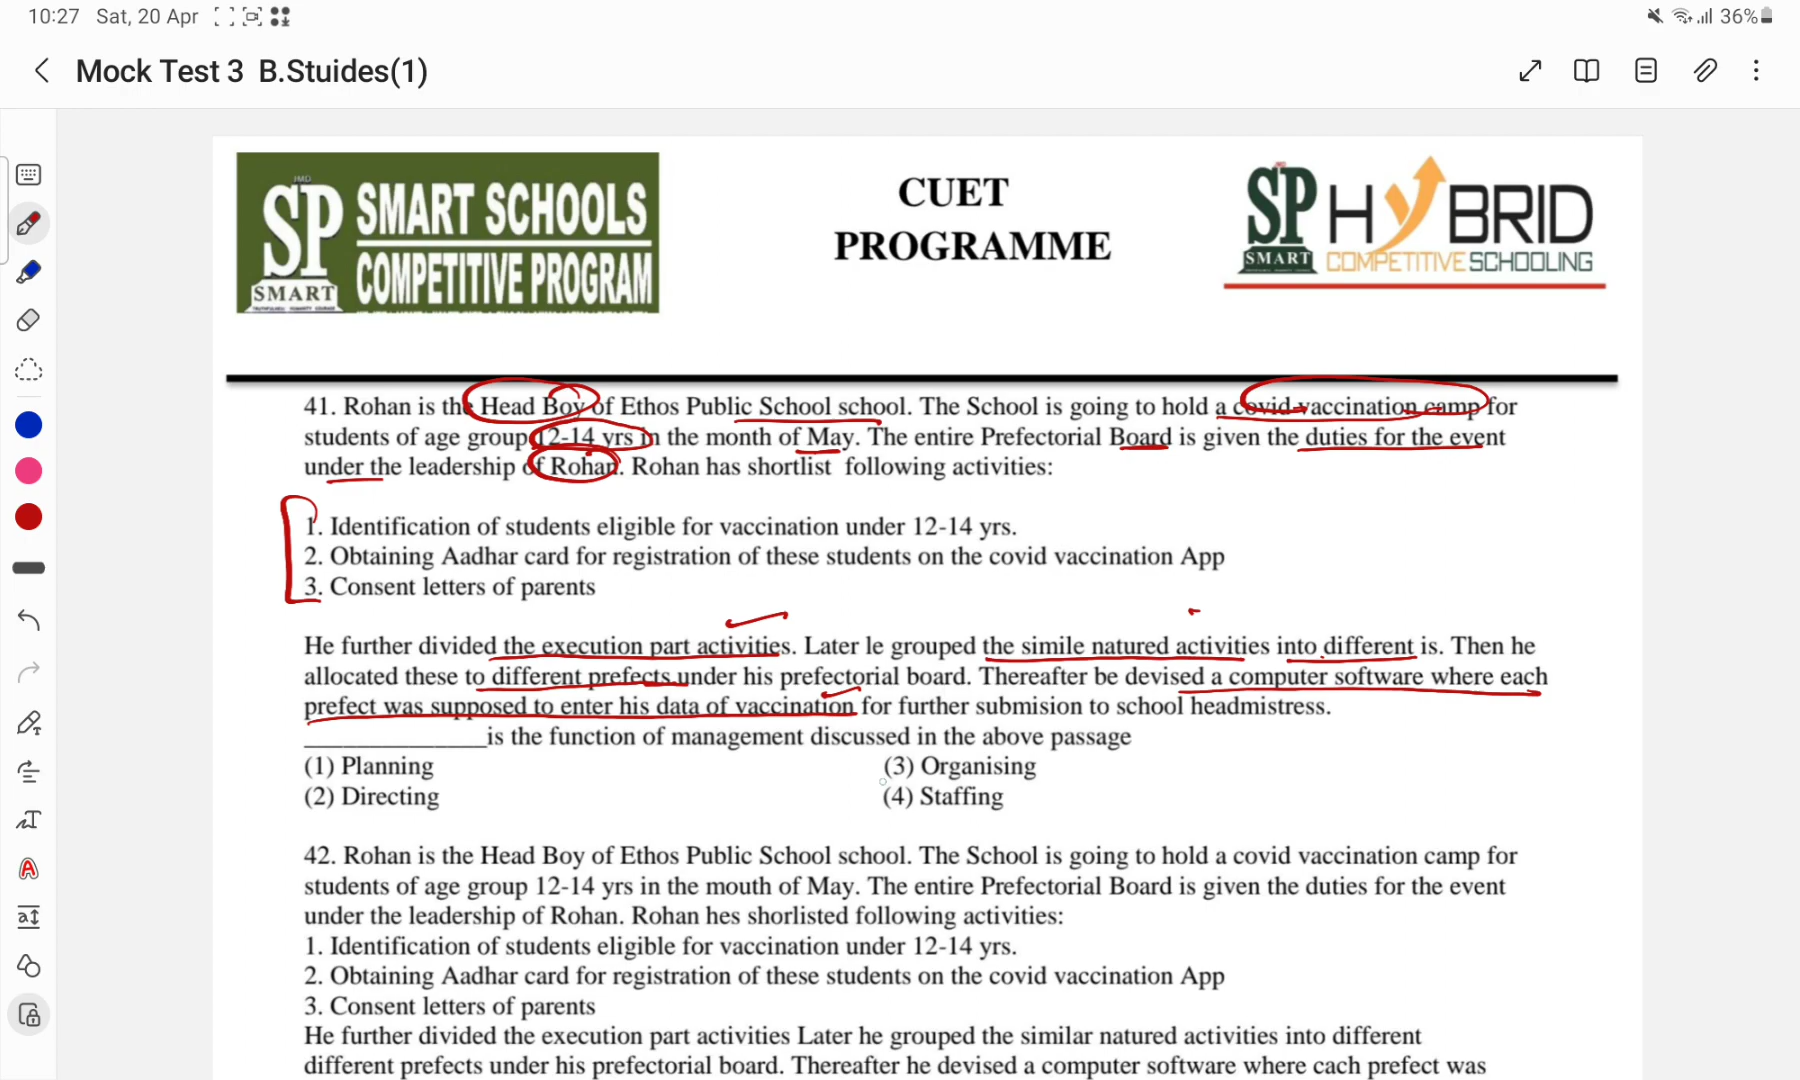 10:27 Sat, 20 Apr 36%
Mock Test 3 B.Stuides(1)
SP SMART SCHOOLS
COMPETITIVE PROGRAM
SMART
CUET
PROGRAMME
SP HYBRID
SMART COMPETITIVE SCHOOLING
41. Rohan is the Head Boy of Ethos Public School school. The School is going to hold a covid vaccination camp for
students of age group 12-14 yrs in the month of May. The entire Prefectorial Board is given the duties for the event
under the leadership of Rohan. Rohan has shortlist following activities:
1. Identification of students eligible for vaccination under 12-14 yrs.
2. Obtaining Aadhar card for registration of these students on the covid vaccination App
3. Consent letters of parents
He further divided the execution part activities. Later le grouped the simile natured activities into different is. Then he
allocated these to different prefects under his prefectorial board. Thereafter be devised a computer software where each
prefect was supposed to enter his data of vaccination for further submision to school headmistress.
______________is the function of management discussed in the above passage
(1) Planning (3) Organising
(2) Directing (4) Staffing
42. Rohan is the Head Boy of Ethos Public School school. The School is going to hold a covid vaccination camp for
students of age group 12-14 yrs in the mouth of May. The entire Prefectorial Board is given the duties for the event
under the leadership of Rohan. Rohan hes shorlisted following activities:
1. Identification of students eligible for vaccination under 12-14 yrs.
2. Obtaining Aadhar card for registration of these students on the covid vaccination App
3. Consent letters of parents
He further divided the execution part activities Later he grouped the similar natured activities into different
different prefects under his prefectorial board. Thereafter he devised a computer software where cach prefect was